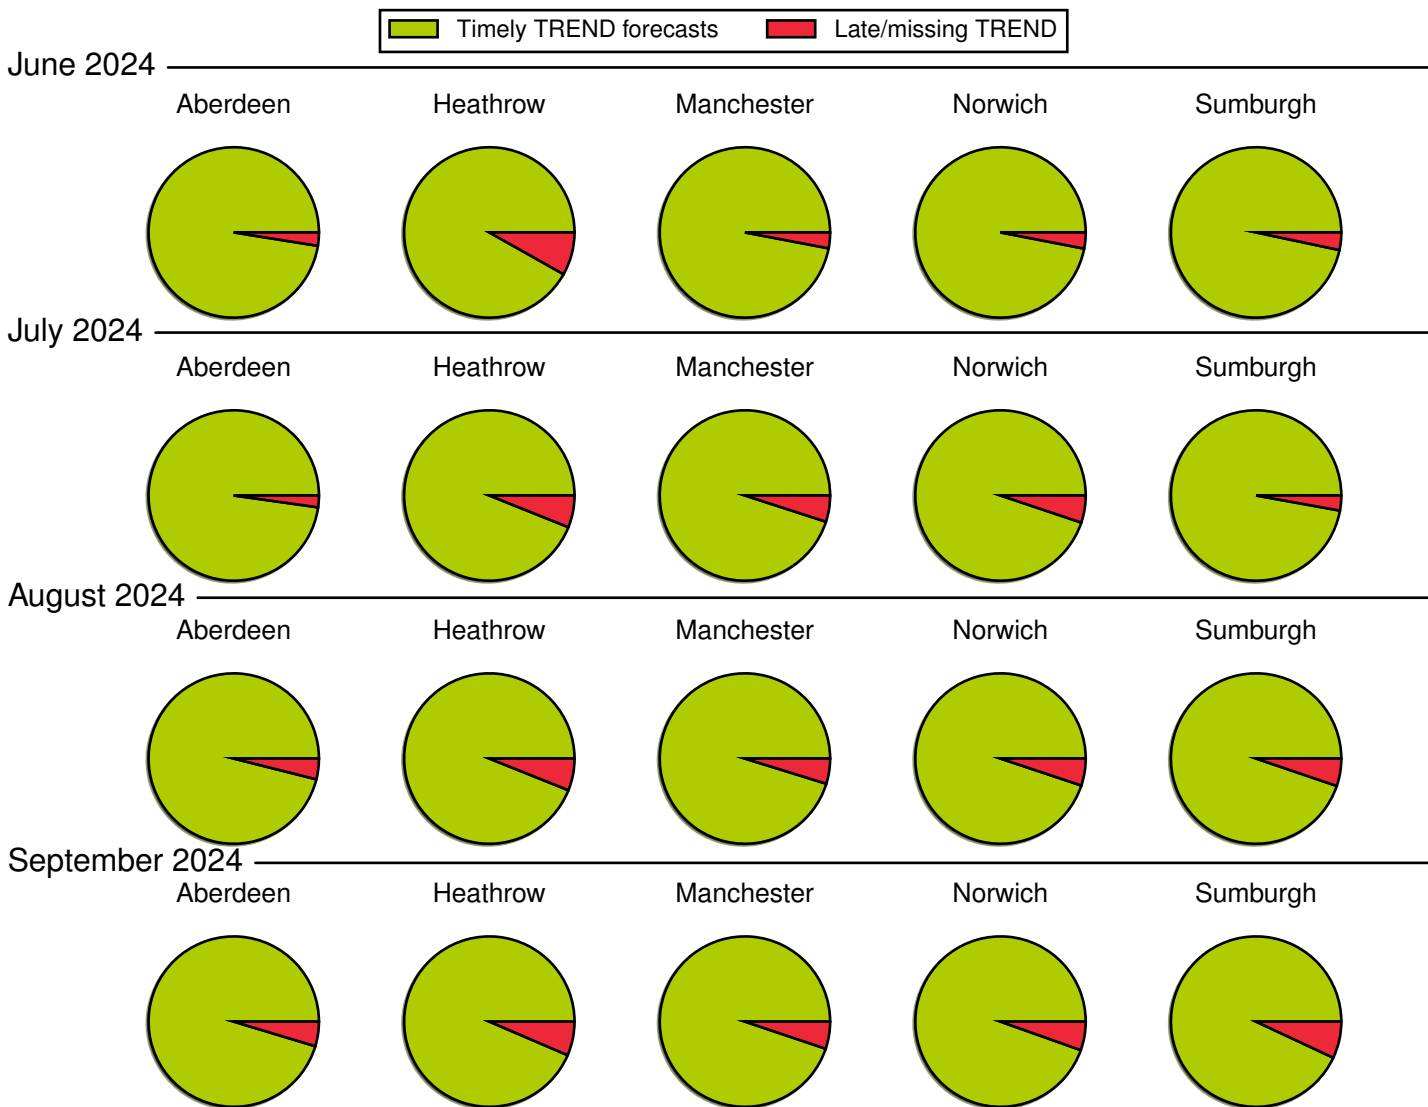 Timely TREND forecasts Late/missing TREND
June 2024
Aberdeen Heathrow Manchester Norwich Sumburgh
July 2024
Aberdeen Heathrow Manchester Norwich Sumburgh
August 2024
Aberdeen Heathrow Manchester Norwich Sumburgh
September 2024
Aberdeen Heathrow Manchester Norwich Sumburgh